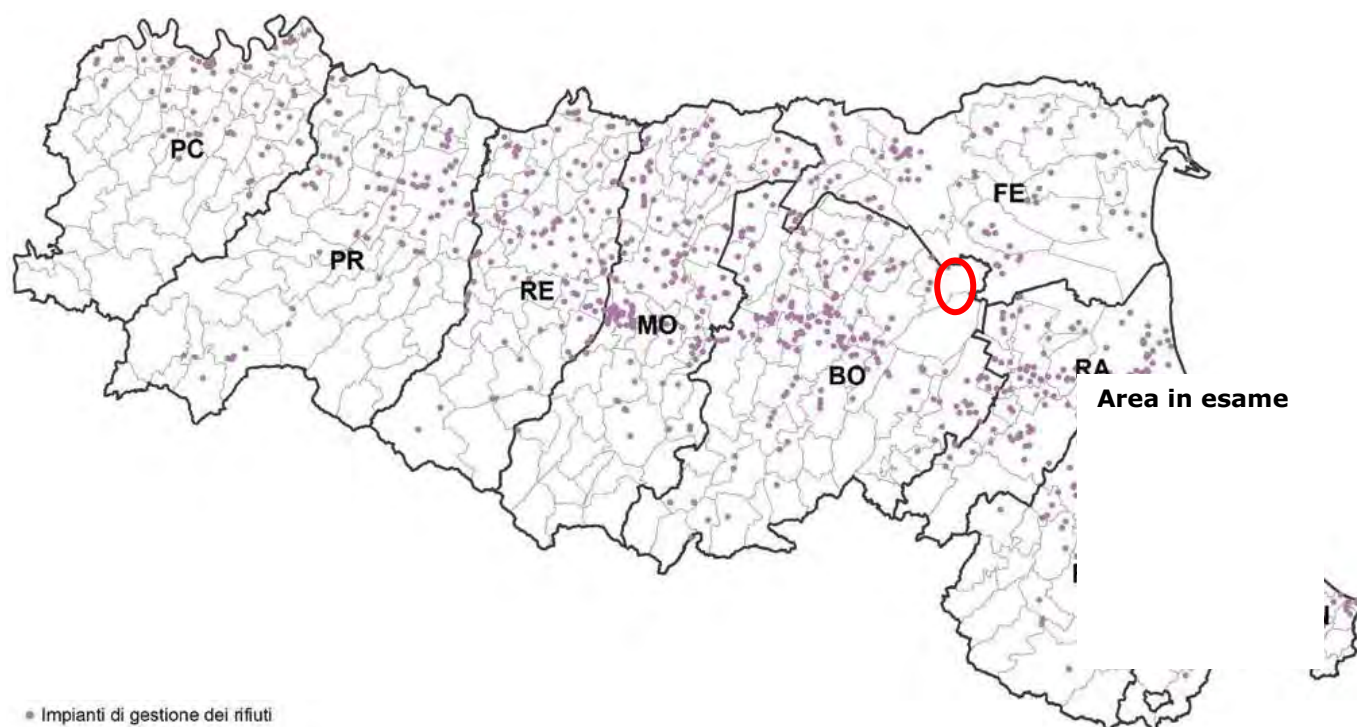 PC
FE
PR
RE
MO
RA
BO
Area in esame
Impianti di gestione dei rifiuti